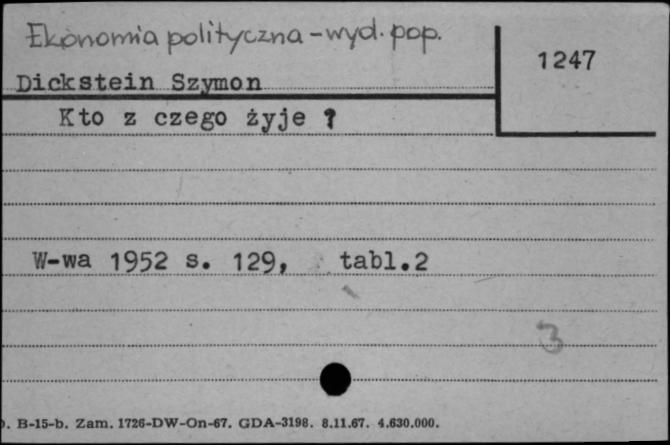 Ekonomia polityczna - wyd. pop.
1247
Dickstein Szymon
Kto z czego żyje ?
W-wa 1952 s. 129, tabl.2
3
. B-15-b. Zam. 1726-DW-On-67. GDA-3198. 8.11.67. 4.630.000.